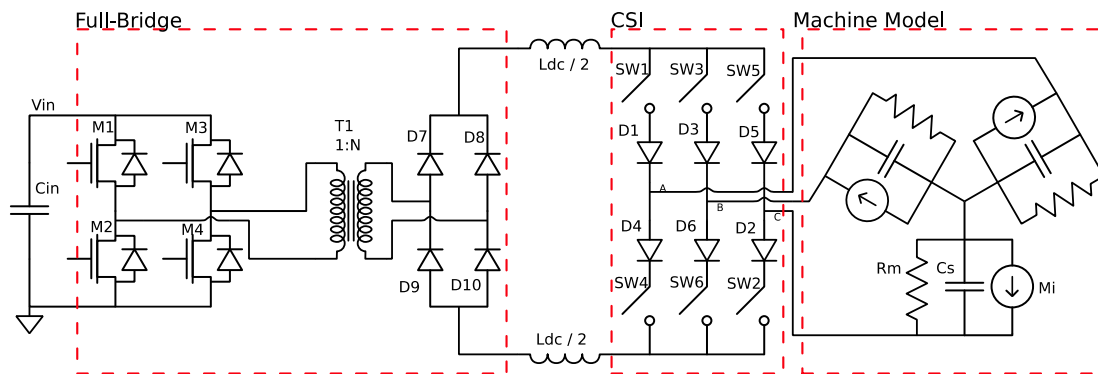 Full-Bridge
CSI
Machine Model
Ldc / 2
SW1
SW3
SW5
Vin
M1
M3
T1
1:N
D7
D8
D1
D3
D5
Cin
A
B
C
M2
M4
D4
D6
D2
D9
D10
SW4
SW6
SW2
Rm
Cs
Mi
Ldc / 2